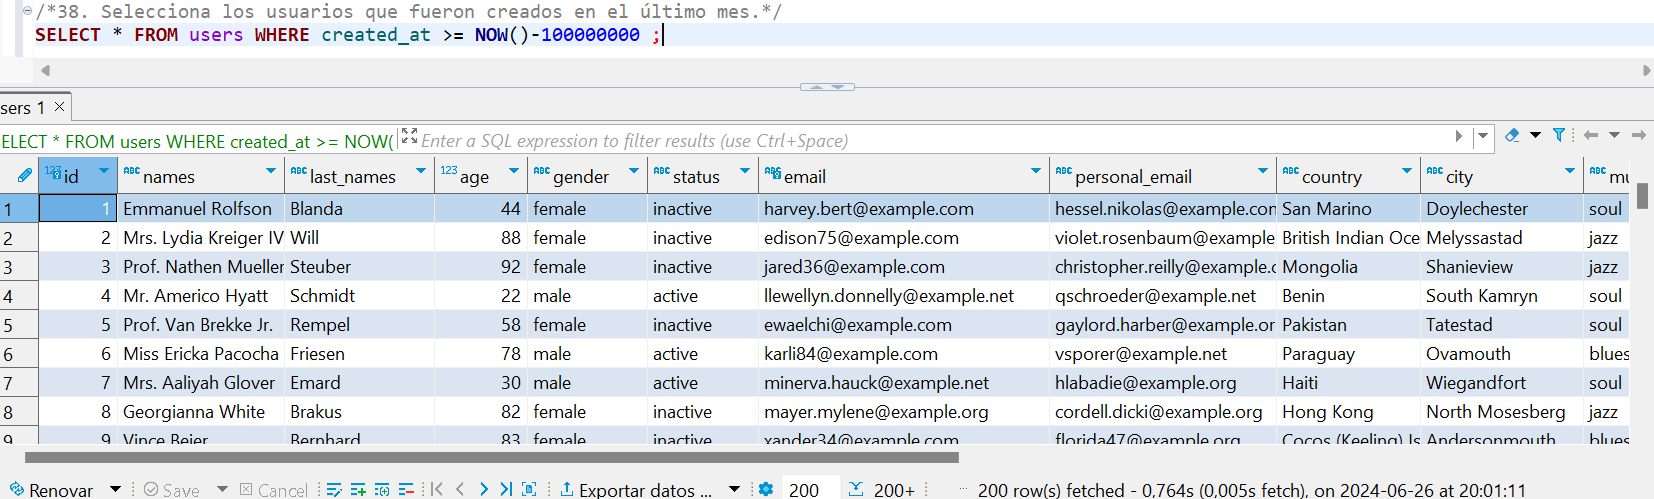 /*38. Selecciona los usuarios que fueron creados en el último mes.*/
SELECT * FROM users WHERE created_at >= NOW()-100000000 ;
sers 1
ELECT * FROM users WHERE created_at >= NOW( Enter a SQL expression to filter results (use Ctrl+Space)
123 id ABC names ABC last_names 123 age ABC gender ABC status ABC email ABC personal_email ABC country ABC city ABC mu
1 1 Emmanuel Rolfson Blanda 44 female inactive harvey.bert@example.com hessel.nikolas@example.com San Marino Doylechester soul
2 2 Mrs. Lydia Kreiger IV Will 88 female inactive edison75@example.com violet.rosenbaum@example British Indian Oce Melyssastad jazz
3 3 Prof. Nathen Mueller Steuber 92 female inactive jared36@example.com christopher.reilly@example.c Mongolia Shanieview jazz
4 4 Mr. Americo Hyatt Schmidt 22 male active llewellyn.donnelly@example.net qschroeder@example.net Benin South Kamryn soul
5 5 Prof. Van Brekke Jr. Rempel 58 female inactive ewaelchi@example.com gaylord.harber@example.or Pakistan Tatestad soul
6 6 Miss Ericka Pacocha Friesen 78 male active karli84@example.com vsporer@example.net Paraguay Ovamouth blues
7 7 Mrs. Aaliyah Glover Emard 30 male active minerva.hauck@example.net hlabadie@example.org Haiti Wiegandfort soul
8 8 Georgianna White Brakus 82 female inactive mayer.mylene@example.org cordell.dicki@example.org Hong Kong North Mosesberg jazz
9 9 Vince Beier Bernhard 83 female inactive xander34@example.com florida47@example.org Cocos (Keeling) Is Andersonmouth blues
Renovar Save Cancel Exportar datos ... 200 200+ 200 row(s) fetched - 0,764s (0,005s fetch), on 2024-06-26 at 20:01:11